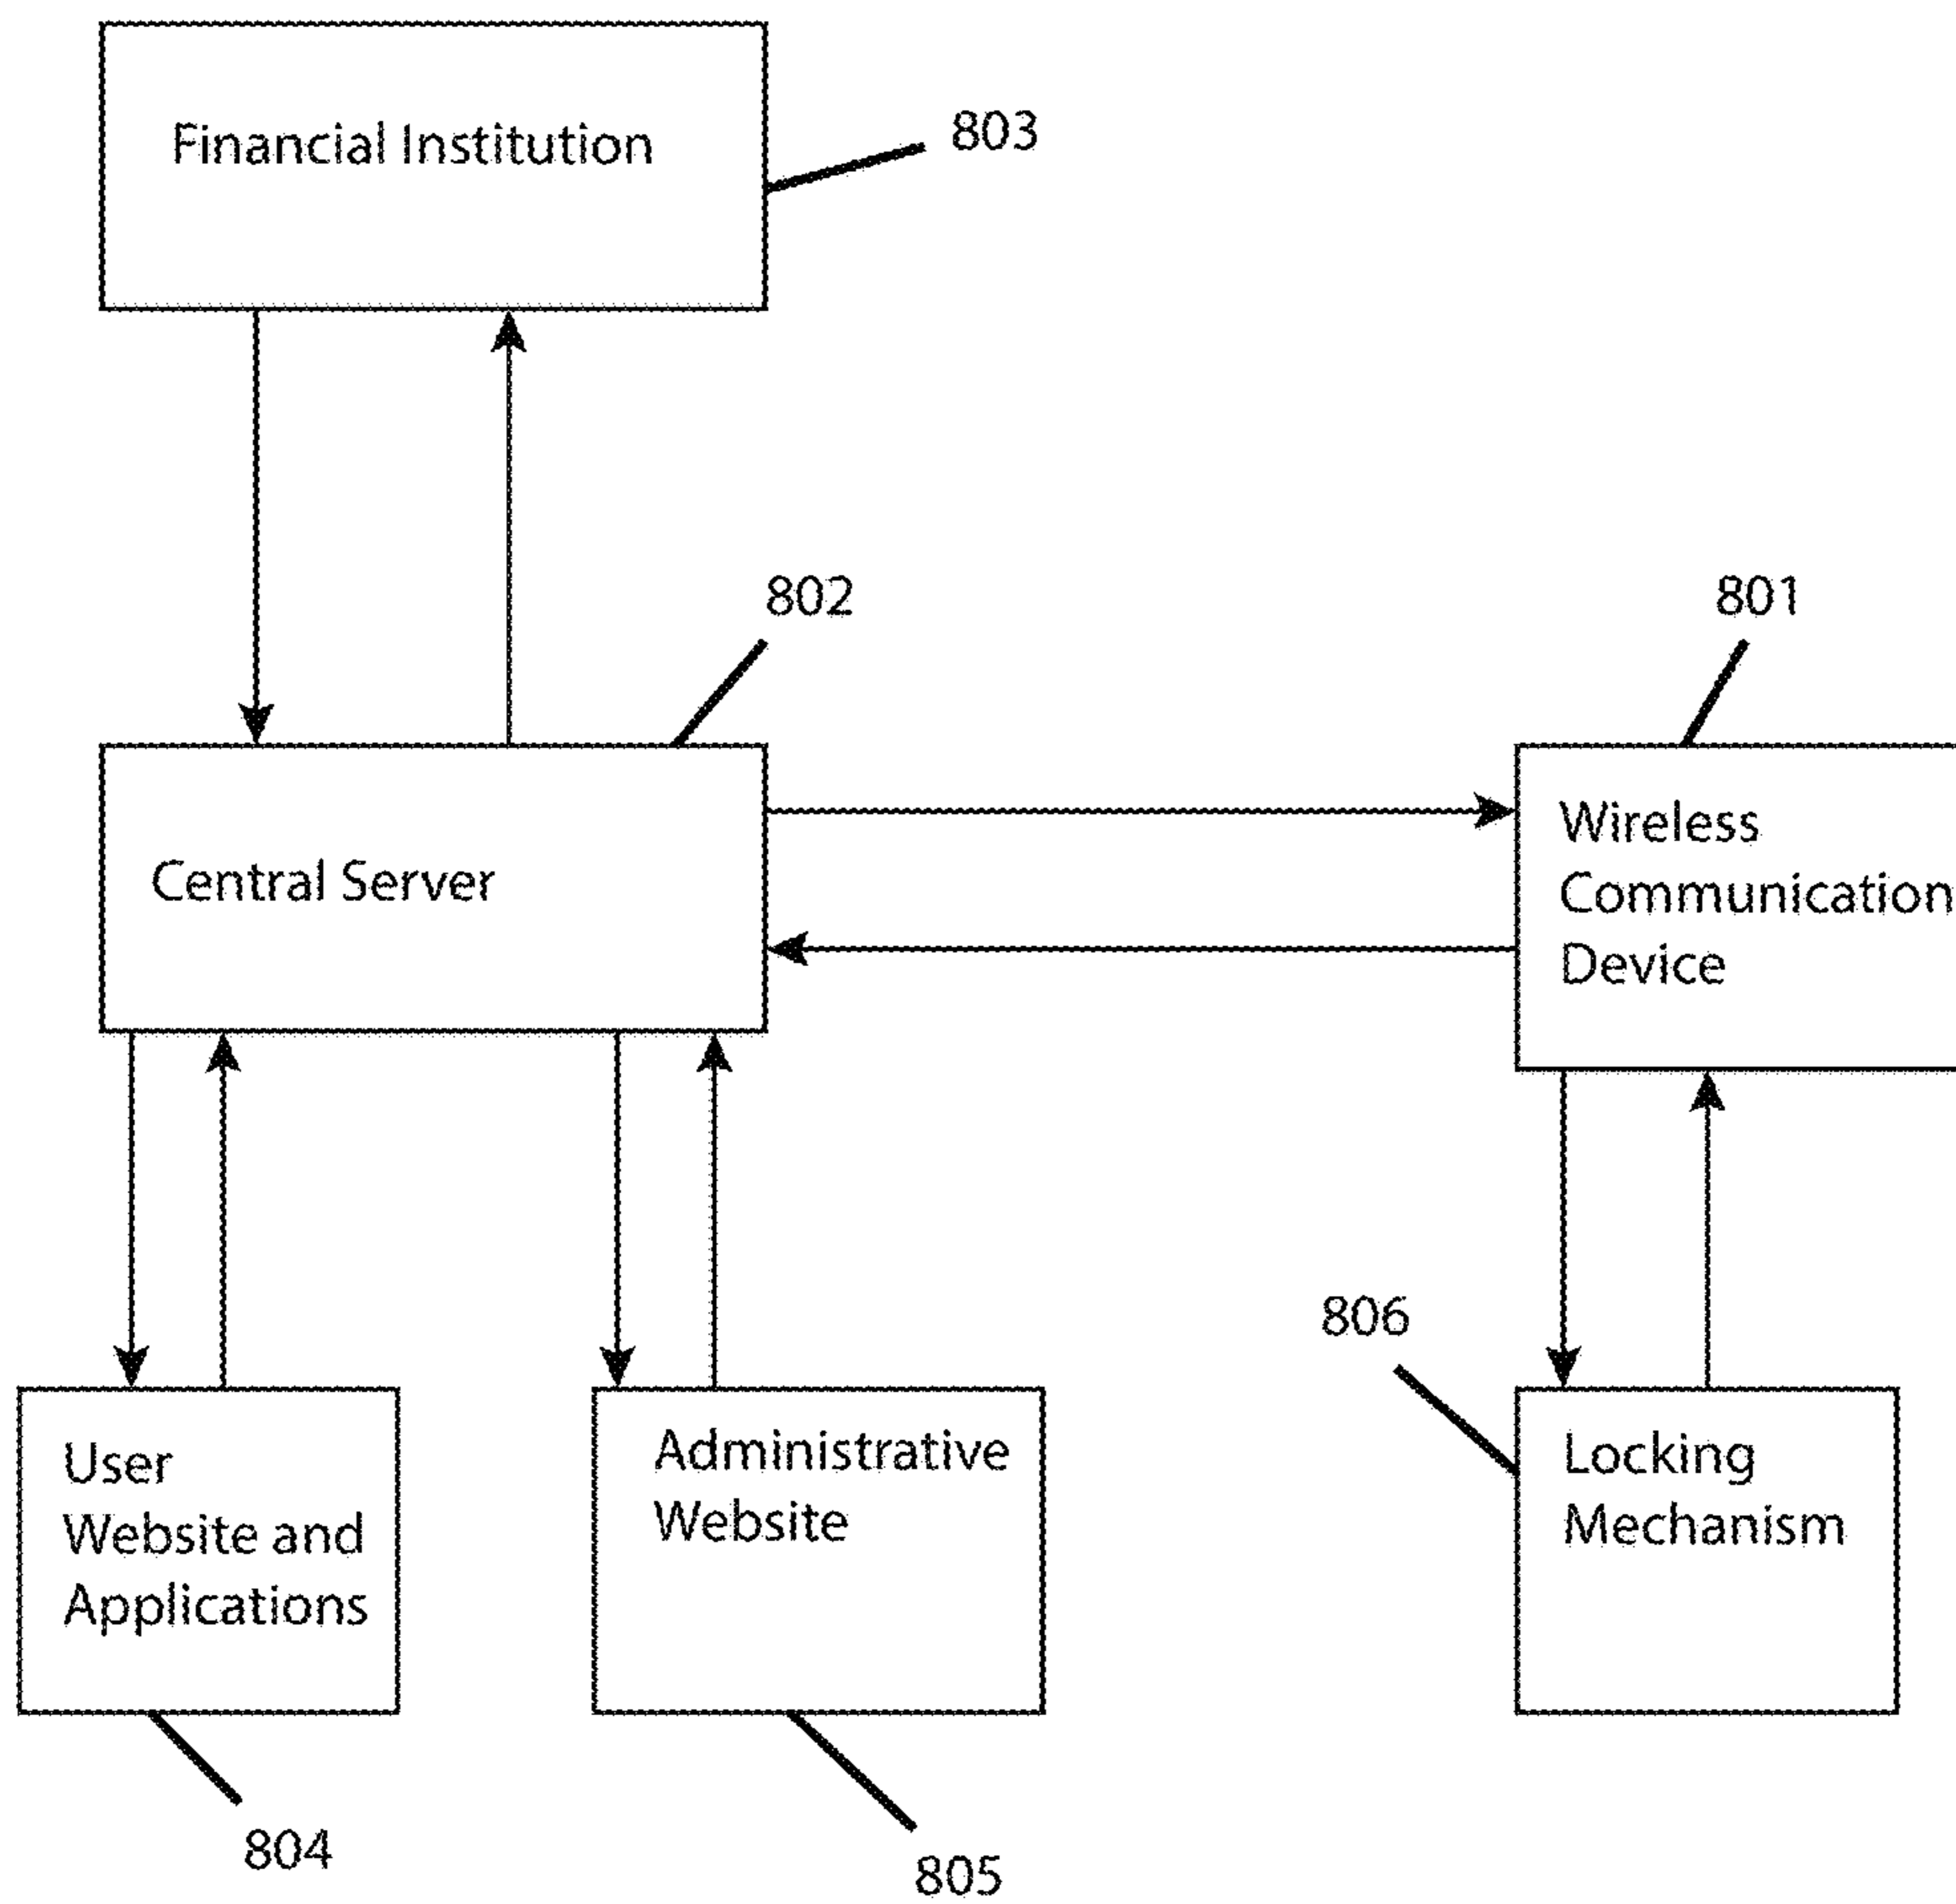 Financial Institution
803
802
801
Central Server
Wireless
Communication
Device
806
User
Website and
Applications
Administrative
Website
Locking
Mechanism
804
805